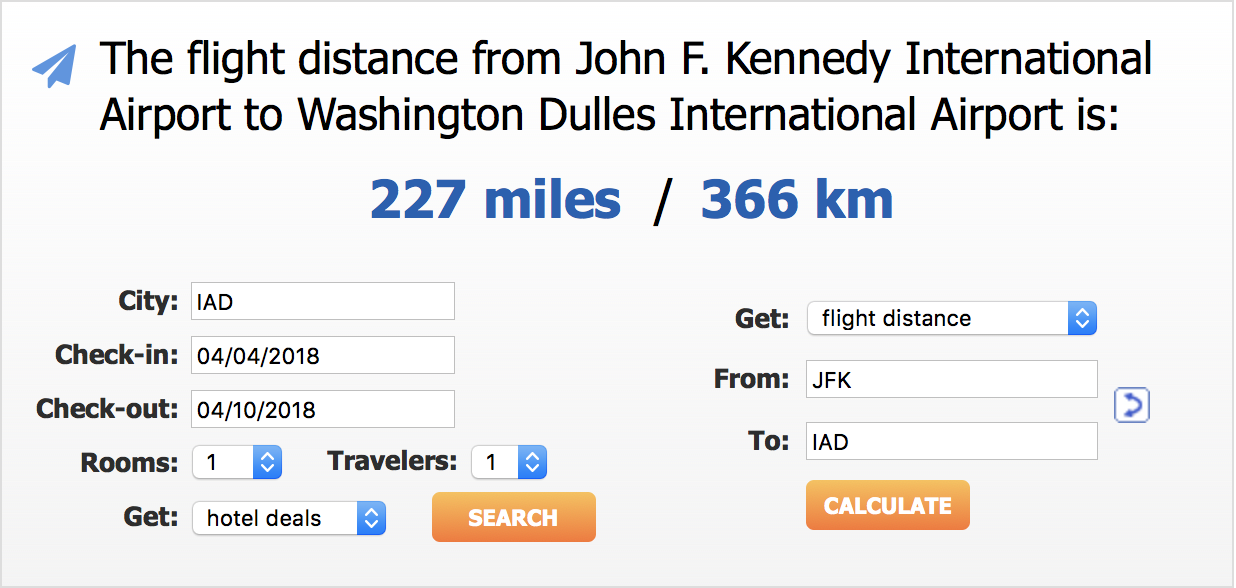 The flight distance from John F. Kennedy International
Airport to Washington Dulles International Airport is:
227 miles / 366 km
City: IAD
Check-in: 04/04/2018
Check-out: 04/10/2018
Rooms: 1 Travelers: 1
Get: hotel deals SEARCH
Get: flight distance
From: JFK
To: IAD
CALCULATE